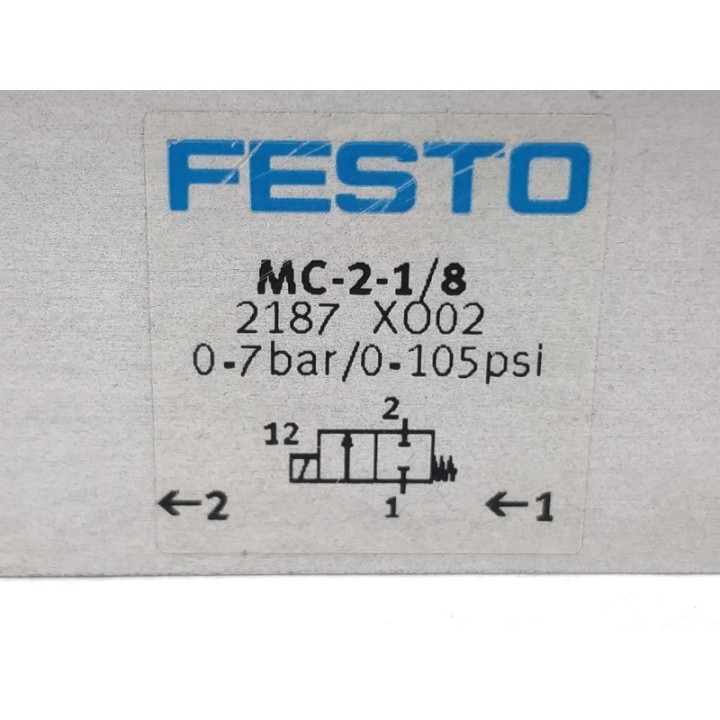 FESTO
MC-2-1/8
2187 XO02
0-7bar/0-105psi
2
12
←2
1
←1